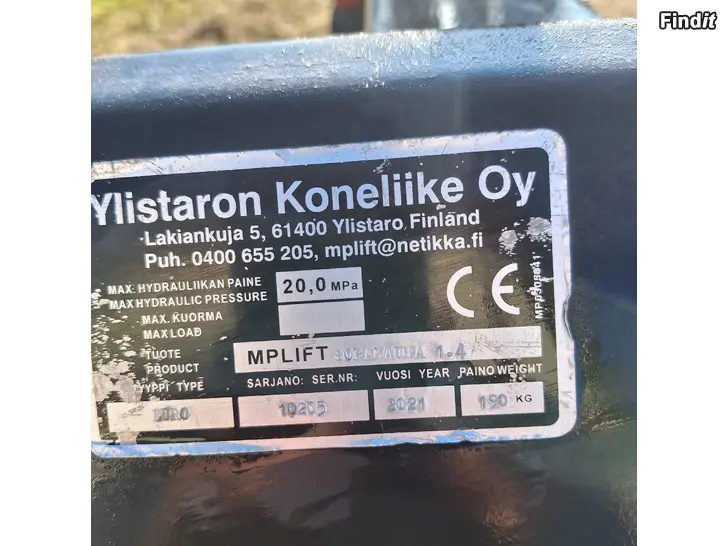 Findit
Ylistaron Koneliike Oy
Lakiankuja 5, 61400 Ylistaro Finland
Puh. 0400 655 205, mplift@netikka.fi
MAX. HYDRAULIIKAN PAINE
MAX HYDRAULIC PRESSURE
20,0 MPa
MAX. KUORMA
MAX. LOAD
CE
TUOTE
PRODUCT
MPLIFT 1.4
TYYPPI TYPE
SARJANO: SER.NR:
VUOSI YEAR
PAINO WEIGHT
EURO
10205
2021
190 KG